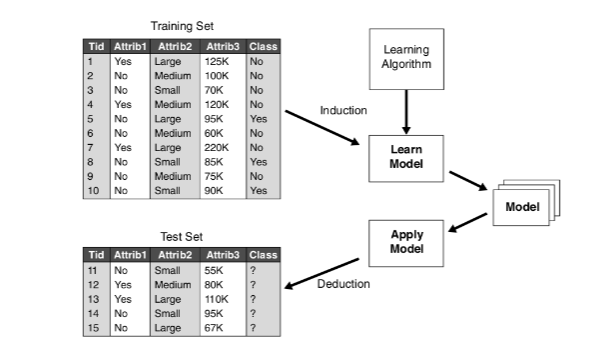 Training Set
Tid Attrib1 Attrib2 Attrib3 Class
1 Yes Large 125K No
2 No Medium 100K No
3 No Small 70K No
4 Yes Medium 120K No
5 No Large 95K Yes
6 No Medium 60K No
7 Yes Large 220K No
8 No Small 85K Yes
9 No Medium 75K No
10 No Small 90K Yes
Learning
Algorithm
Induction
Learn
Model
Model
Apply
Model
Deduction
Test Set
Tid Attrib1 Attrib2 Attrib3 Class
11 No Small 55K ?
12 Yes Medium 80K ?
13 Yes Large 110K ?
14 No Small 95K ?
15 No Large 67K ?